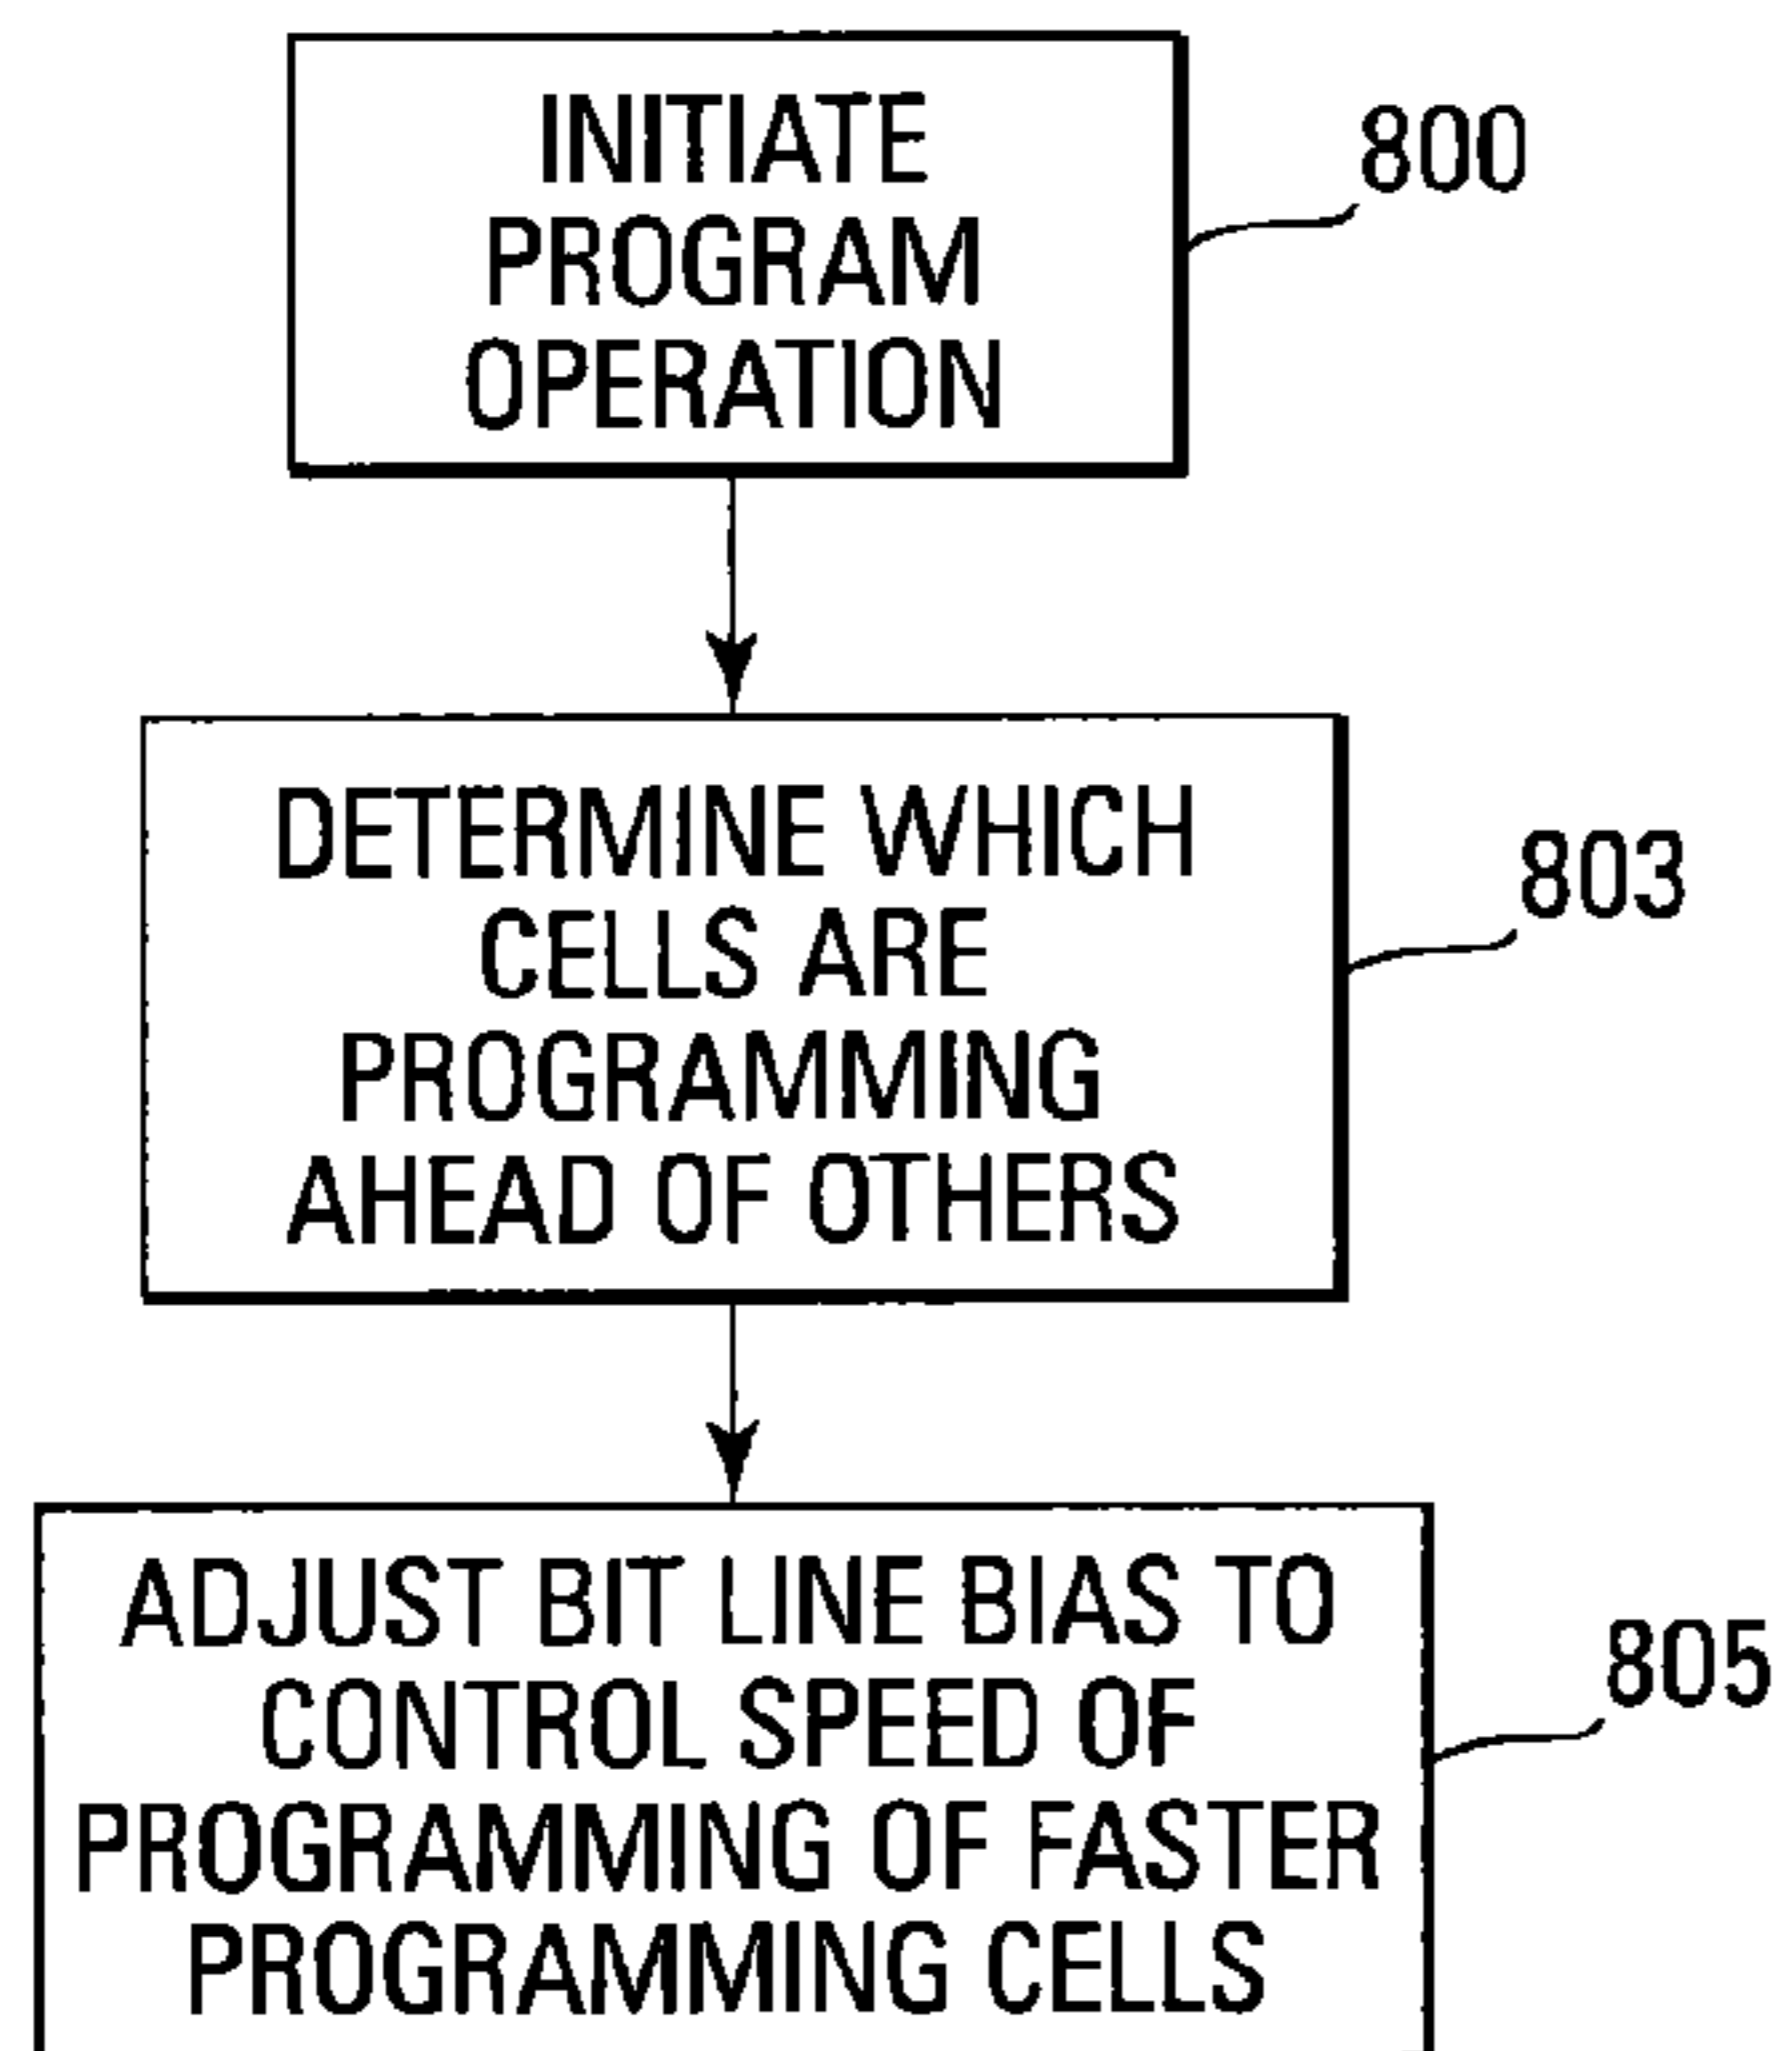 INITIATE
PROGRAM
OPERATION
800
DETERMINE WHICH
CELLS ARE
PROGRAMMING
AHEAD OF OTHERS
803
ADJUST BIT LINE BIAS TO
CONTROL SPEED OF
PROGRAMMING OF FASTER
PROGRAMMING CELLS
805